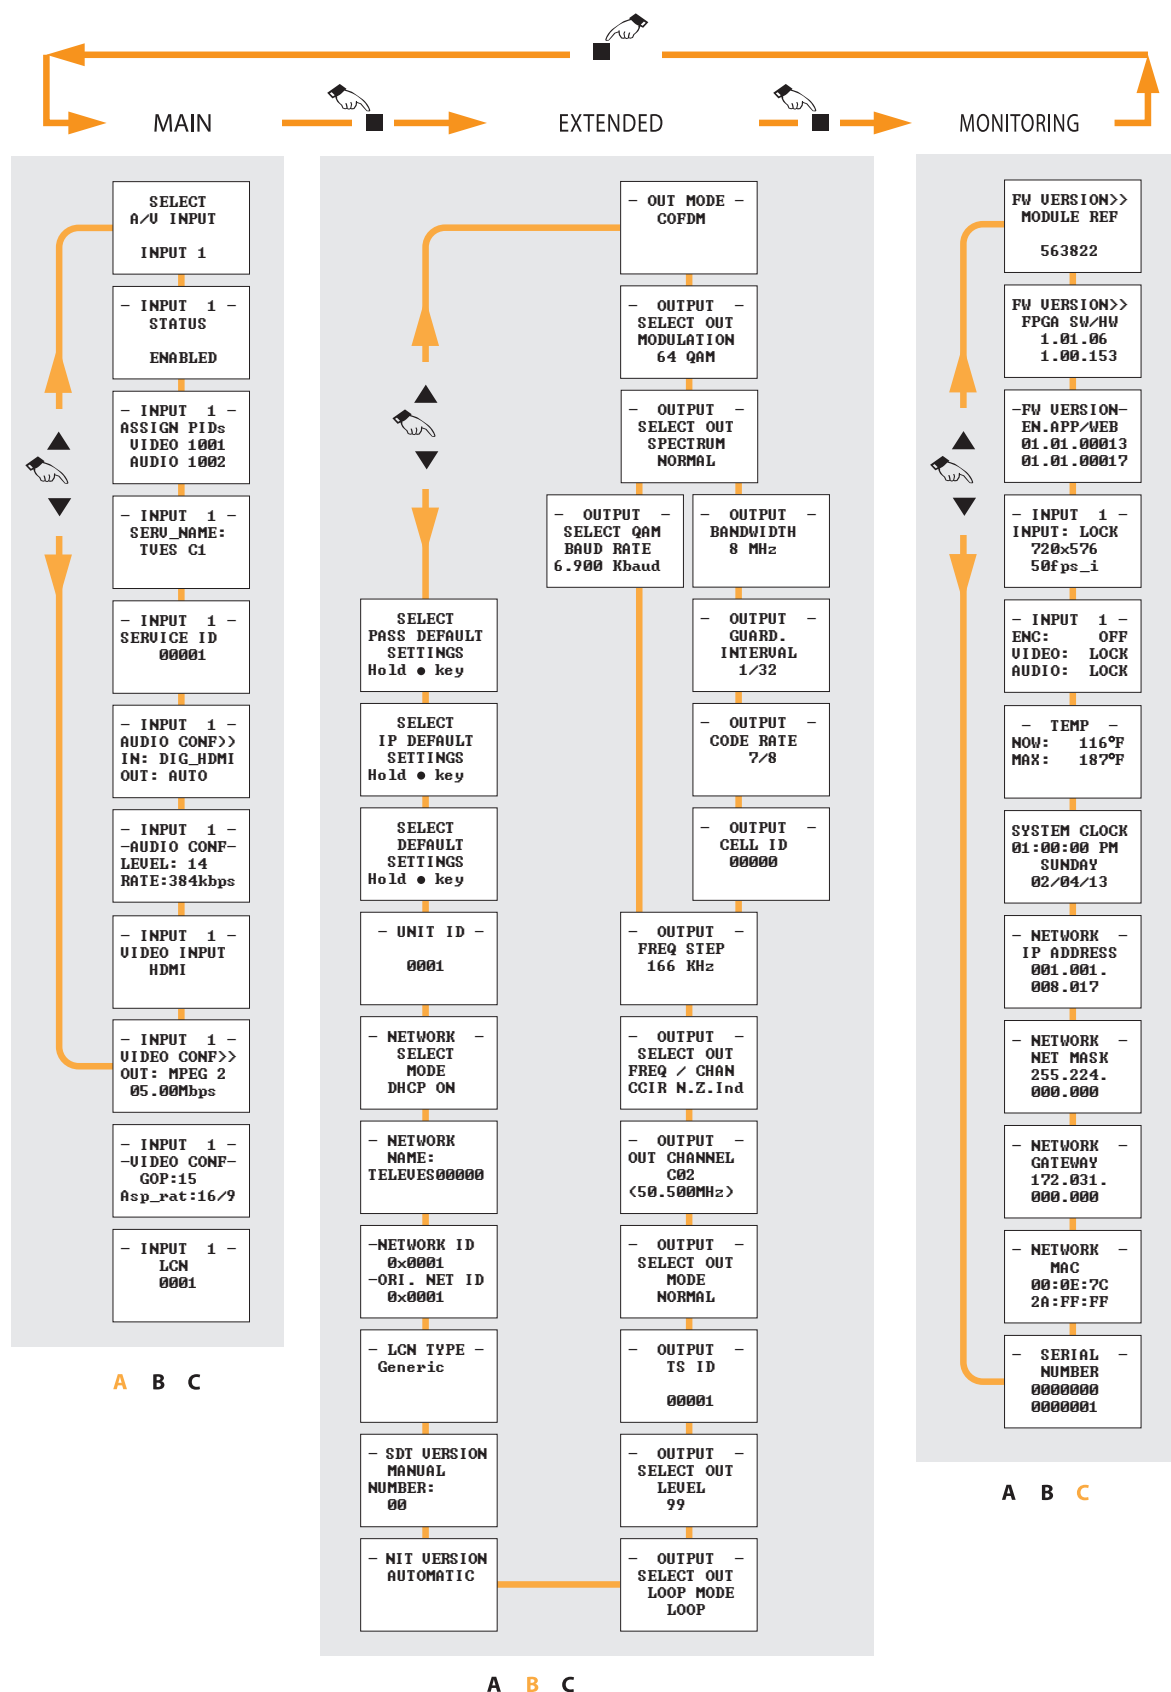 MAIN
EXTENDED
MONITORING
SELECT
A/V INPUT
INPUT 1
- INPUT 1 -
STATUS
ENABLED
- INPUT 1 -
ASSIGN PIDs
VIDEO 1001
AUDIO 1002
- INPUT 1 -
SERV_NAME:
TVES C1
- INPUT 1 -
SERVICE ID
00001
- INPUT 1 -
AUDIO CONF>>
IN: DIG_HDMI
OUT: AUTO
- INPUT 1 -
-AUDIO CONF-
LEVEL: 14
RATE:384kbps
- INPUT 1 -
VIDEO INPUT
HDMI
- INPUT 1 -
VIDEO CONF>>
OUT: MPEG 2
05.00Mbps
- INPUT 1 -
-VIDEO CONF-
GOP:15
Asp_rat:16/9
- INPUT 1 -
LCN
0001
A B C
- OUT MODE -
COFDM
- OUTPUT -
SELECT OUT
MODULATION
64 QAM
- OUTPUT -
SELECT OUT
SPECTRUM
NORMAL
- OUTPUT -
SELECT QAM
BAUD RATE
6.900 Kbaud
- OUTPUT -
BANDWIDTH
8 MHz
- OUTPUT -
GUARD.
INTERVAL
1/32
- OUTPUT -
CODE RATE
7/8
- OUTPUT -
CELL ID
00000
- OUTPUT -
FREQ STEP
166 KHz
- OUTPUT -
SELECT OUT
FREQ / CHAN
CCIR N.Z.Ind
- OUTPUT -
OUT CHANNEL
C02
(50.500MHz)
- OUTPUT -
SELECT OUT
MODE
NORMAL
- OUTPUT -
TS ID
00001
- OUTPUT -
SELECT OUT
LEVEL
99
- OUTPUT -
SELECT OUT
LOOP MODE
LOOP
SELECT
PASS DEFAULT
SETTINGS
Hold ● key
SELECT
IP DEFAULT
SETTINGS
Hold ● key
SELECT
DEFAULT
SETTINGS
Hold ● key
- UNIT ID -
0001
- NETWORK -
SELECT
MODE
DHCP ON
- NETWORK
NAME:
TELEVES00000
-NETWORK ID
0x0001
-ORI. NET ID
0x0001
- LCN TYPE -
Generic
- SDT VERSION
MANUAL
NUMBER:
00
- NIT VERSION
AUTOMATIC
A B C
FW VERSION>>
MODULE REF
563822
FW VERSION>>
FPGA SW/HW
1.01.06
1.00.153
-FW VERSION-
EN.APP/WEB
01.01.00013
01.01.00017
- INPUT 1 -
INPUT: LOCK
720x576
50fps_i
- INPUT 1 -
ENC: OFF
VIDEO: LOCK
AUDIO: LOCK
- TEMP -
NOW: 116°F
MAX: 187°F
SYSTEM CLOCK
01:00:00 PM
SUNDAY
02/04/13
- NETWORK -
IP ADDRESS
001.001.
008.017
- NETWORK -
NET MASK
255.224.
000.000
- NETWORK -
GATEWAY
172.031.
000.000
- NETWORK -
MAC
00:0E:7C
2A:FF:FF
- SERIAL -
NUMBER
0000000
0000001
A B C